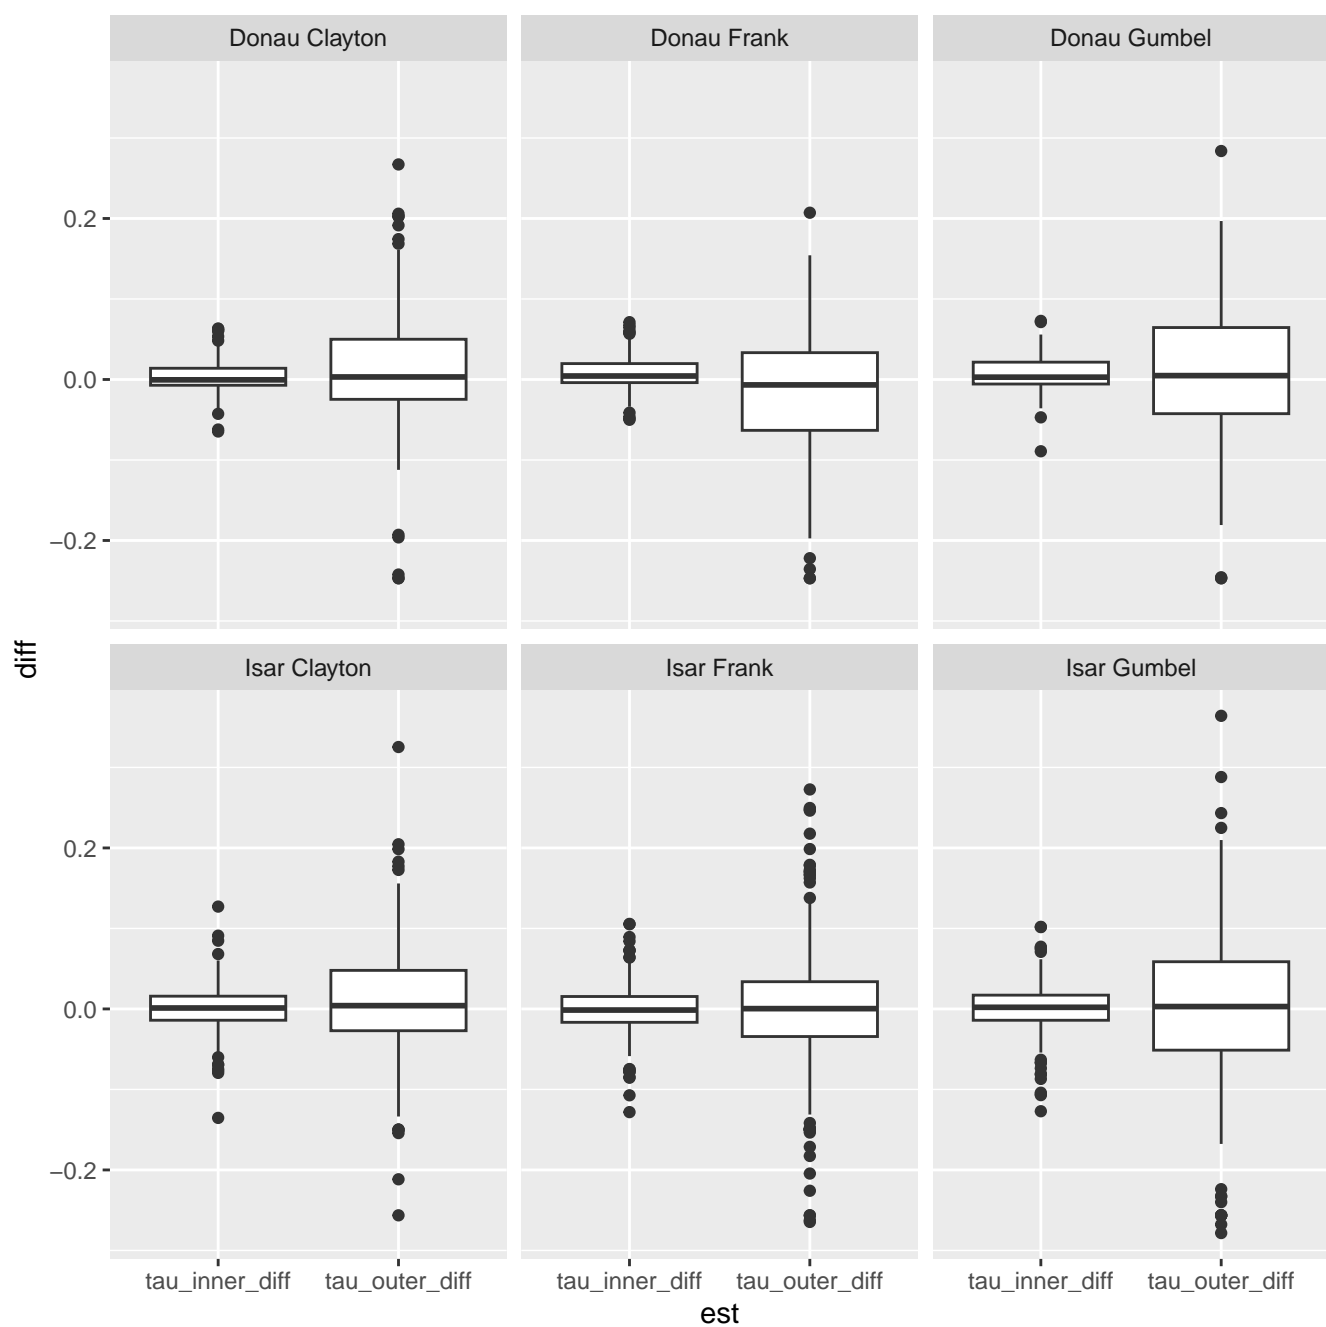 Donau Clayton
Donau Frank
Donau Gumbel
0.2
0.0
−0.2
diff
Isar Clayton
Isar Frank
Isar Gumbel
0.2
0.0
−0.2
tau_inner_diff
tau_outer_diff
tau_inner_diff
tau_outer_diff
tau_inner_diff
tau_outer_diff
est